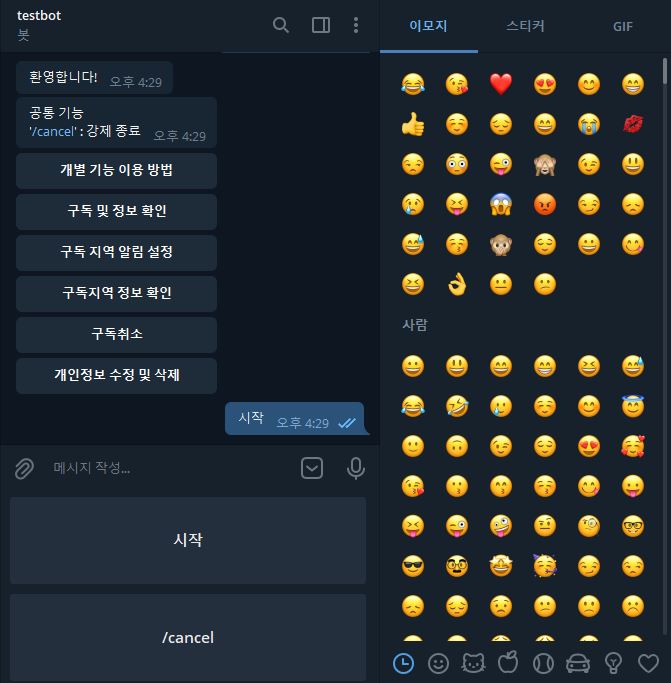 testbot
봇
환영합니다! 오후 4:29
공통 기능
'/cancel' : 강제 종료 오후 4:29
개별 기능 이용 방법
구독 및 정보 확인
구독 지역 알림 설정
구독지역 정보 확인
구독취소
개인정보 수정 및 삭제
시작 오후 4:29
메시지 작성...
시작
/cancel
이모지 스티커 GIF
사람